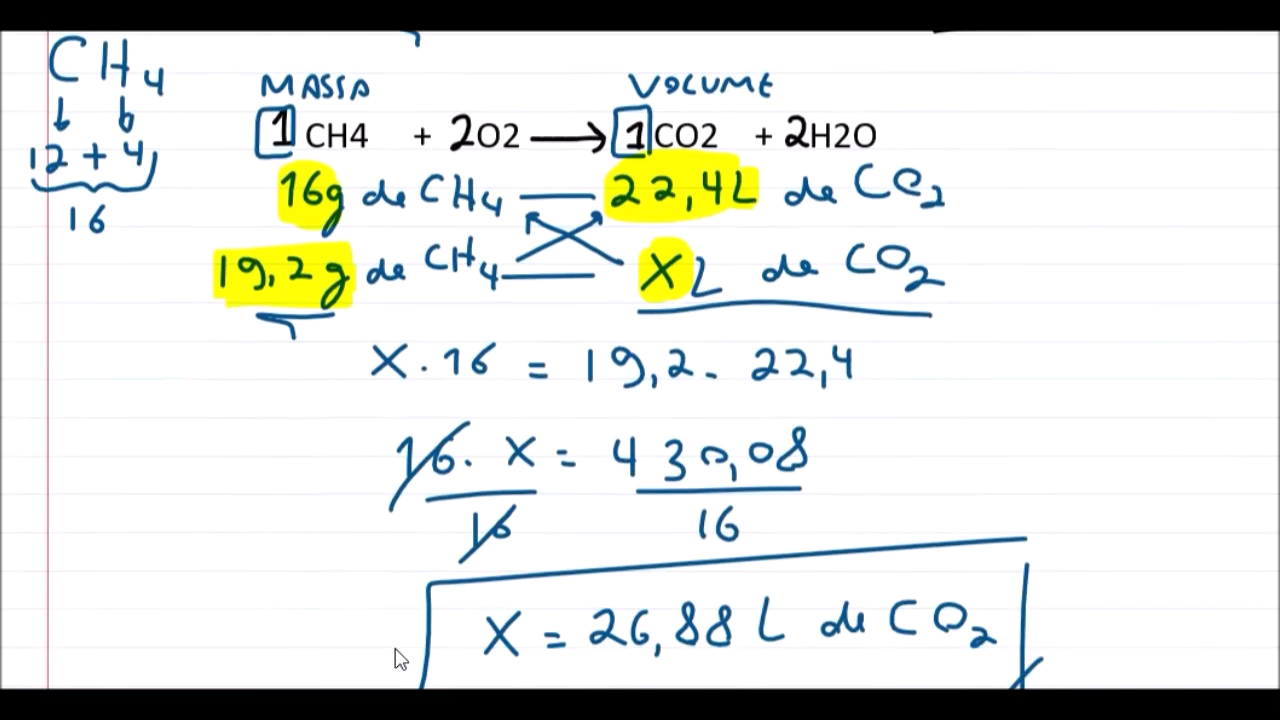 CH4
12 + 4
16
MASSA VOLUME
1 CH4 + 2O2 → 1 CO2 + 2H2O
16g de CH4 — 22,4L de CO2
19,2g de CH4 — X L de CO2
X . 16 = 19,2 . 22,4
16 . X = 430,08
16 16
X = 26,88 L de CO2